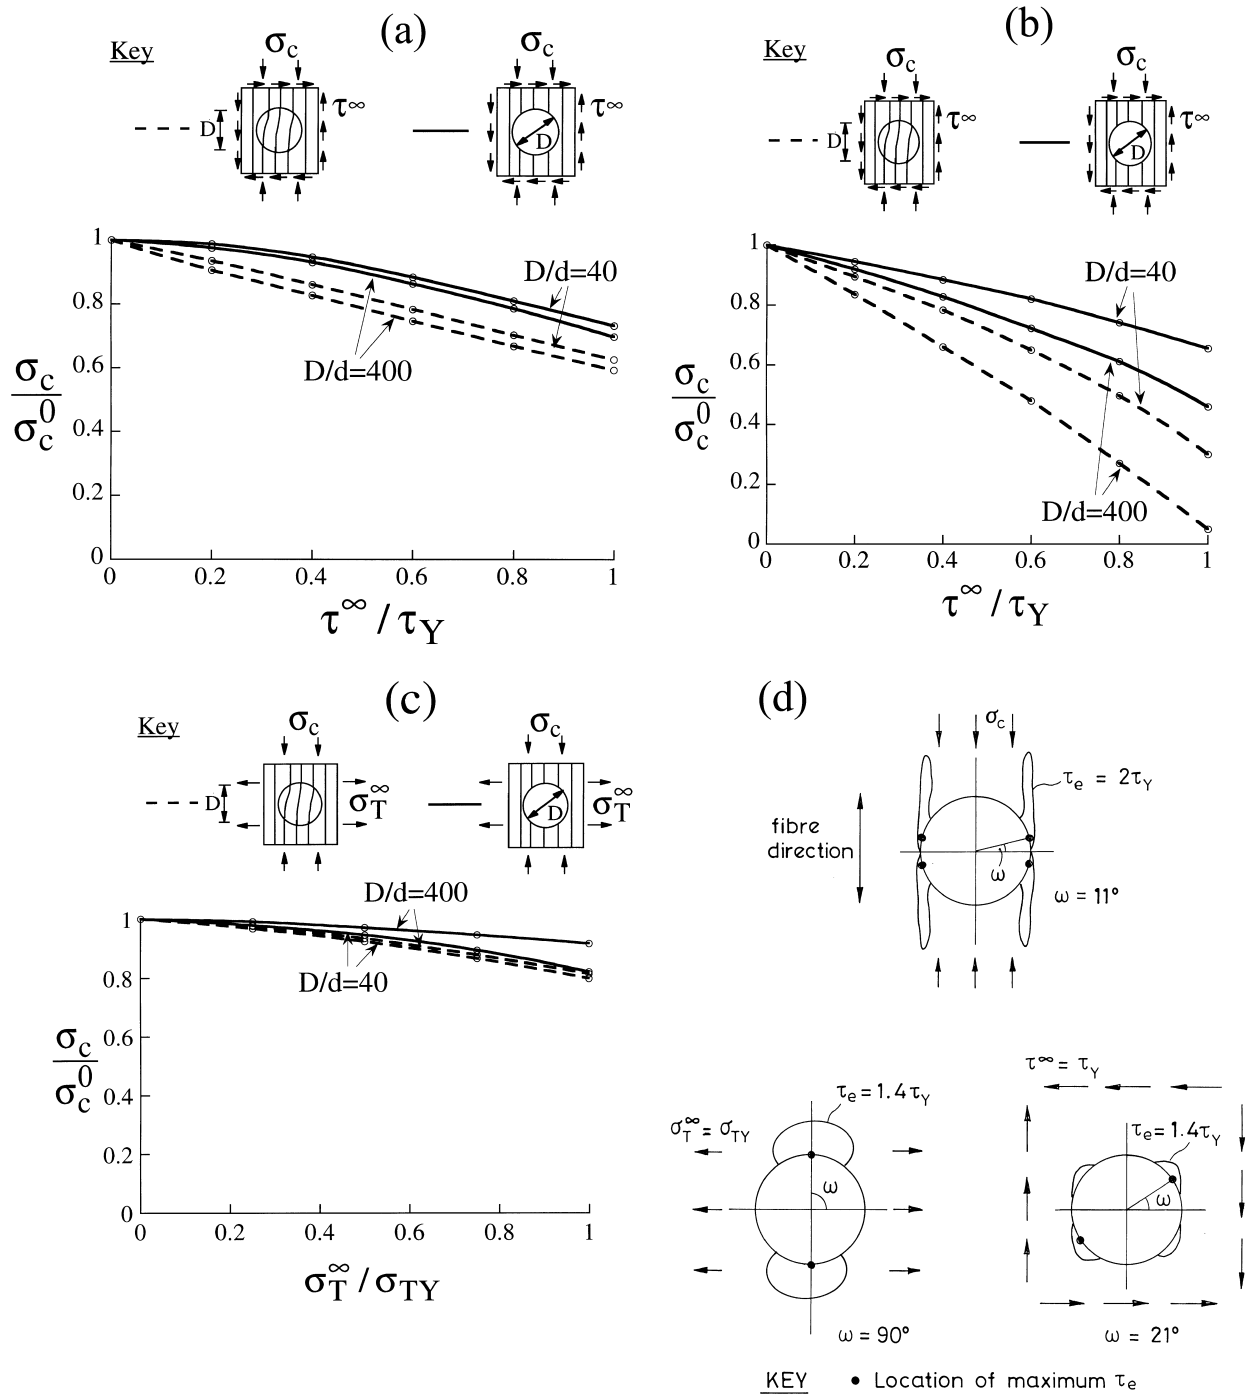 (a)
Key
σc
σc
D
τ∞
D
τ∞
1
0.8
0.6
0.4
0.2
0
D/d=40
D/d=400
σc
σc0
0
0.2
0.4
0.6
0.8
1
τ∞ / τY
(b)
Key
σc
σc
D
τ∞
D
τ∞
1
0.8
0.6
0.4
0.2
0
D/d=40
D/d=400
σc
σc0
0
0.2
0.4
0.6
0.8
1
τ∞ / τY
(c)
Key
σc
σc
D
σT∞
D
σT∞
D/d=400
1
D/d=40
0.8
0.6
0.4
0.2
0
σc
σc0
0
0.2
0.4
0.6
0.8
1
σT∞ / σTY
(d)
σc
τe = 2τY
fibre
direction
ω
ω = 11°
τe = 1.4τY
σT∞ = σTY
ω
ω = 90°
τ∞ = τY
τe = 1.4τY
ω
ω = 21°
KEY
• Location of maximum τe